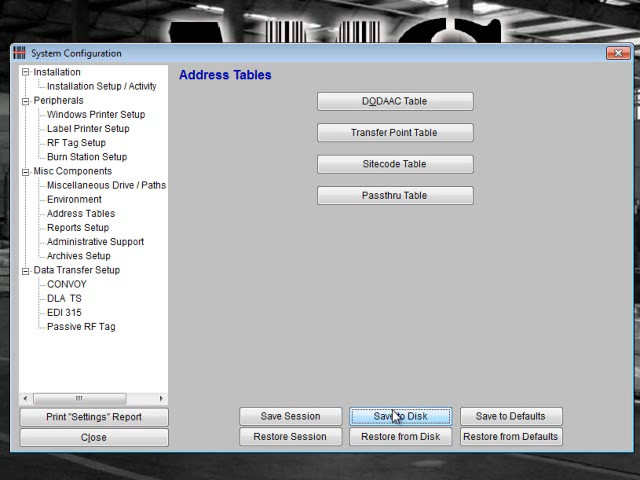 System Configuration
Installation
Installation Setup / Activity
Peripherals
Windows Printer Setup
Label Printer Setup
RF Tag Setup
Burn Station Setup
Misc Components
Miscellaneous Drive / Paths
Environment
Address Tables
Reports Setup
Administrative Support
Archives Setup
Data Transfer Setup
CONVOY
DLA TS
EDI 315
Passive RF Tag
Print "Settings" Report
Close
Address Tables
DODAAC Table
Transfer Point Table
Sitecode Table
Passthru Table
Save Session
Save to Disk
Save to Defaults
Restore Session
Restore from Disk
Restore from Defaults